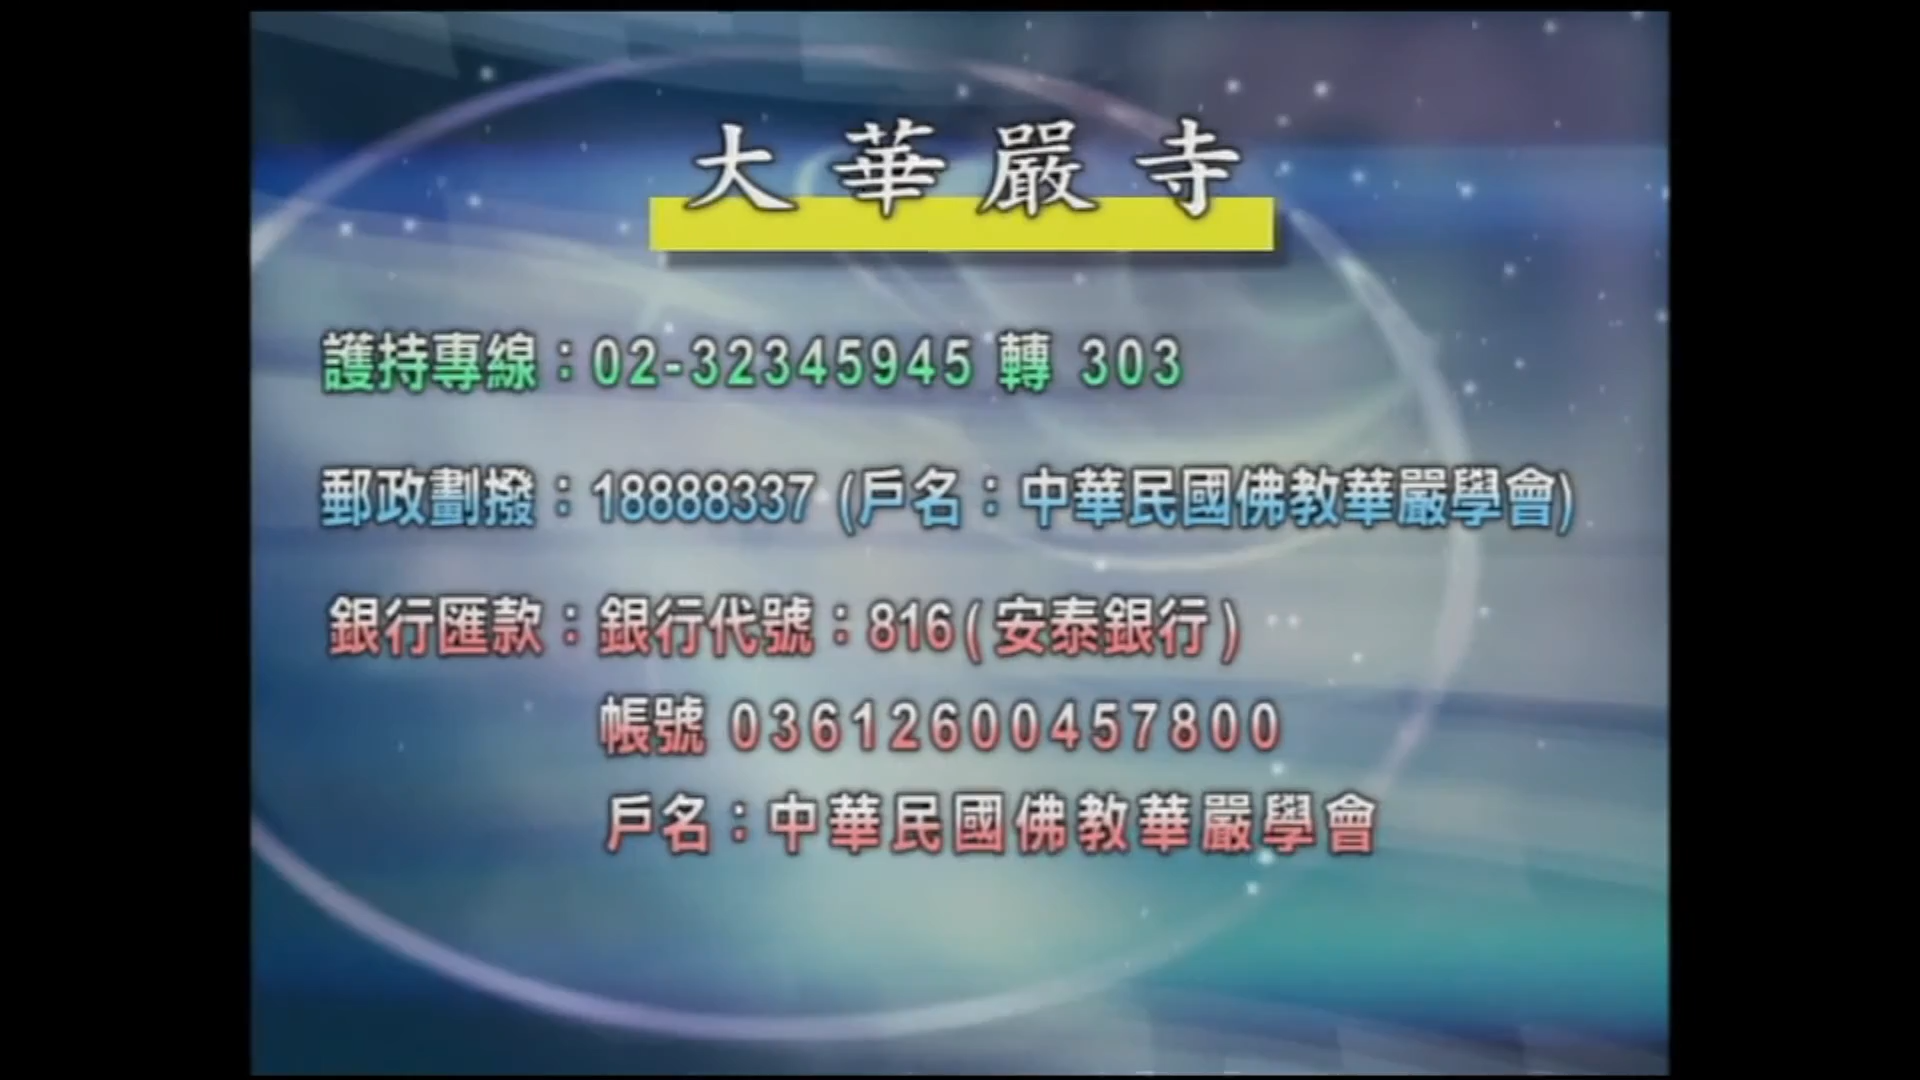 大華嚴寺
護持專線：02-32345945 轉 303
郵政劃撥：18888337 (戶名：中華民國佛教華嚴學會)
銀行匯款：銀行代號：816 ( 安泰銀行 )
帳號 03612600457800
戶名：中華民國佛教華嚴學會